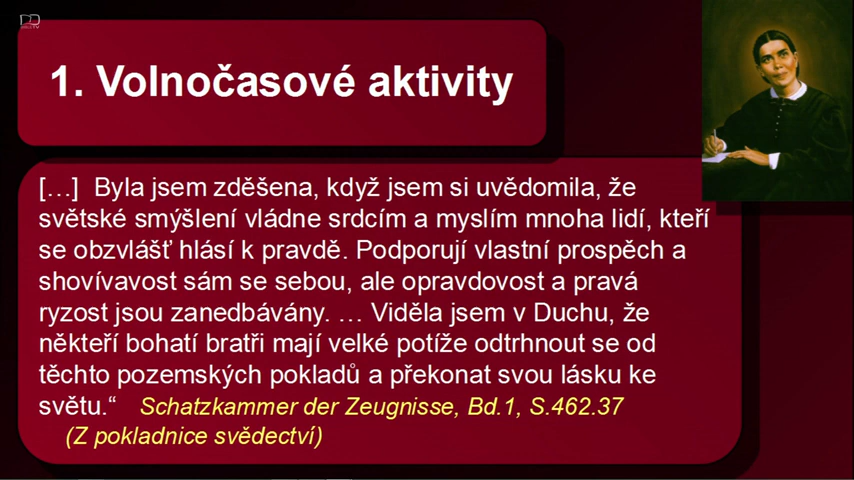 1. Volnočasové aktivity
[…] Byla jsem zděšena, když jsem si uvědomila, že
světské smýšlení vládne srdcím a myslím mnoha lidí, kteří
se obzvlášť hlásí k pravdě. Podporují vlastní prospěch a
shovívavost sám se sebou, ale opravdovost a pravá
ryzost jsou zanedbávány. … Viděla jsem v Duchu, že
někteří bohatí bratři mají velké potíže odtrhnout se od
těchto pozemských pokladů a překonat svou lásku ke
světu.“ Schatzkammer der Zeugnisse, Bd.1, S.462.37
(Z pokladnice svědectví)